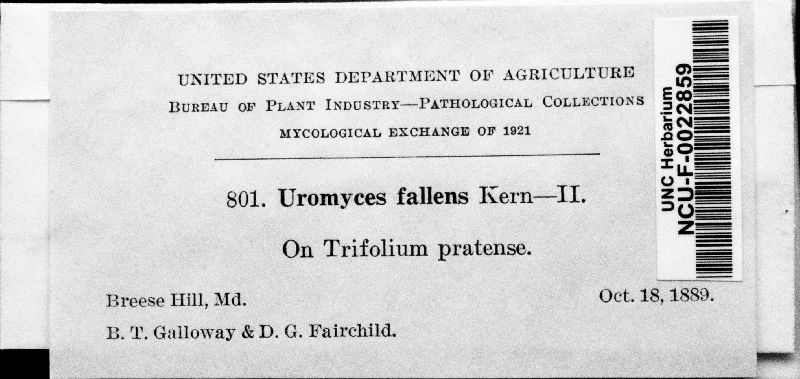 UNITED STATES DEPARTMENT OF AGRICULTURE
BUREAU OF PLANT INDUSTRY—PATHOLOGICAL COLLECTIONS
MYCOLOGICAL EXCHANGE OF 1921
801. Uromyces fallens Kern—II.
On Trifolium pratense.
Breese Hill, Md.
Oct. 18, 1889.
B. T. Galloway & D. G. Fairchild.
UNC Herbarium
NCU-F-0022859